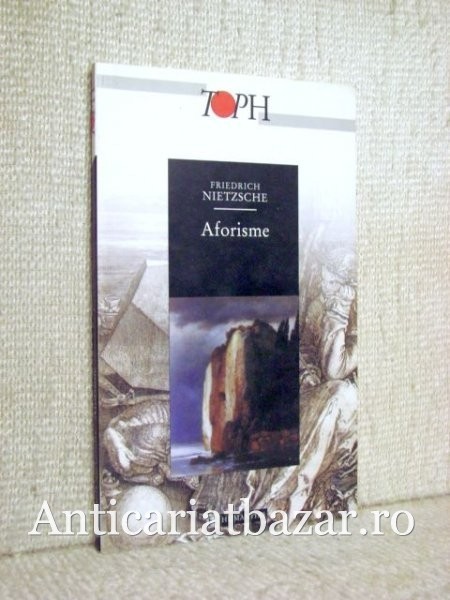 TOPH
FRIEDRICH
NIETZSCHE
Aforisme
Anticariatbazar.ro